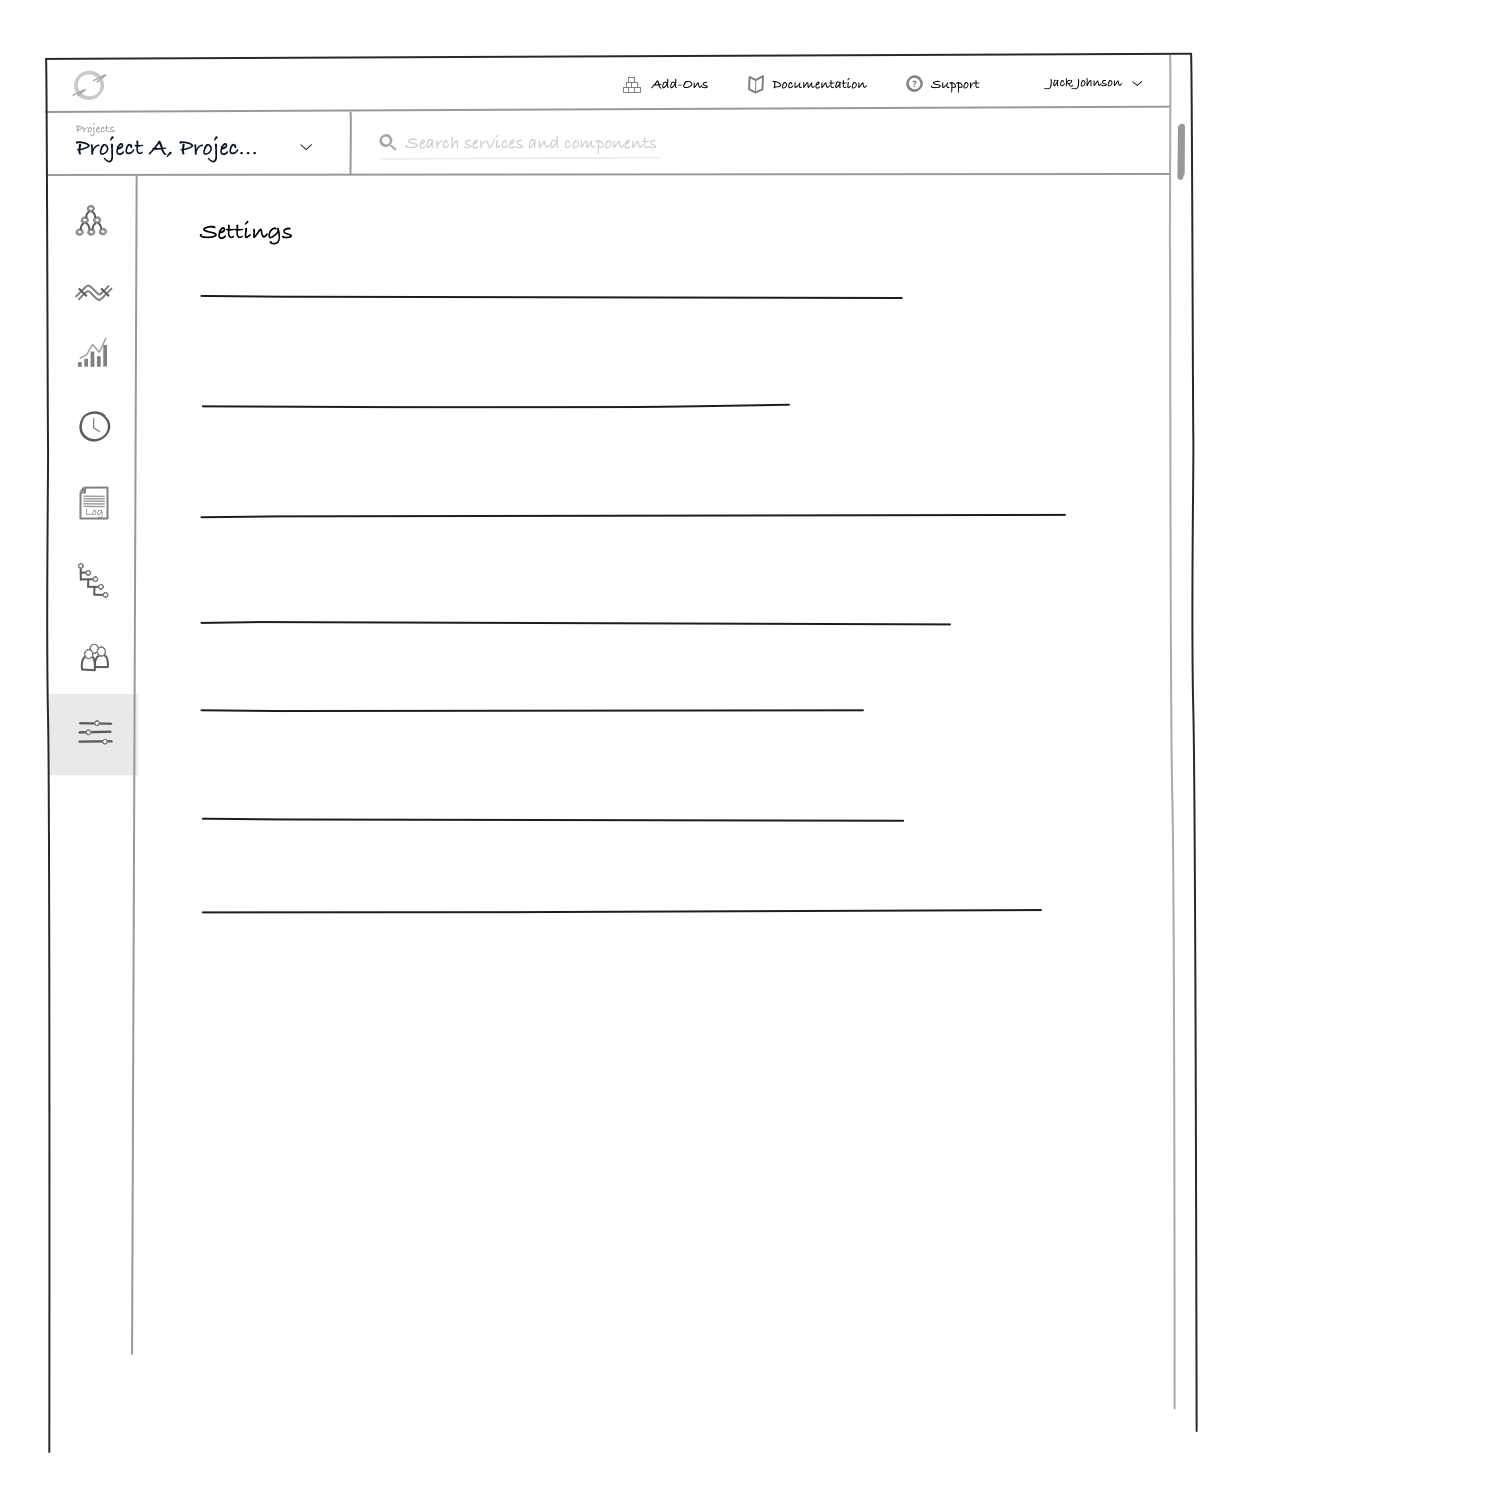 Add-Ons
Documentation
Support
Jack Johnson
Projects
Project A, Projec...
Search services and components
Settings
Log